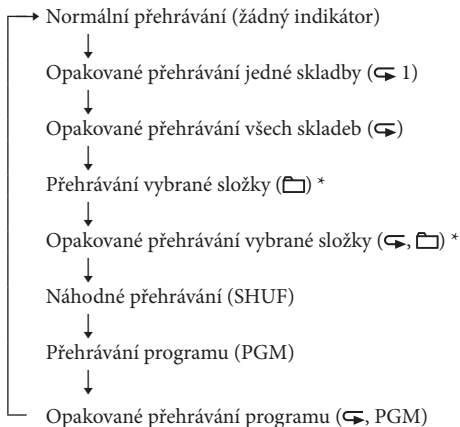 Normální přehrávání (žádný indikátor)
Opakované přehrávání jedné skladby (1)
Opakované přehrávání všech skladeb ()
Přehrávání vybrané složky () *
Opakované přehrávání vybrané složky (, ) *
Náhodné přehrávání (SHUF)
Přehrávání programu (PGM)
Opakované přehrávání programu (, PGM)